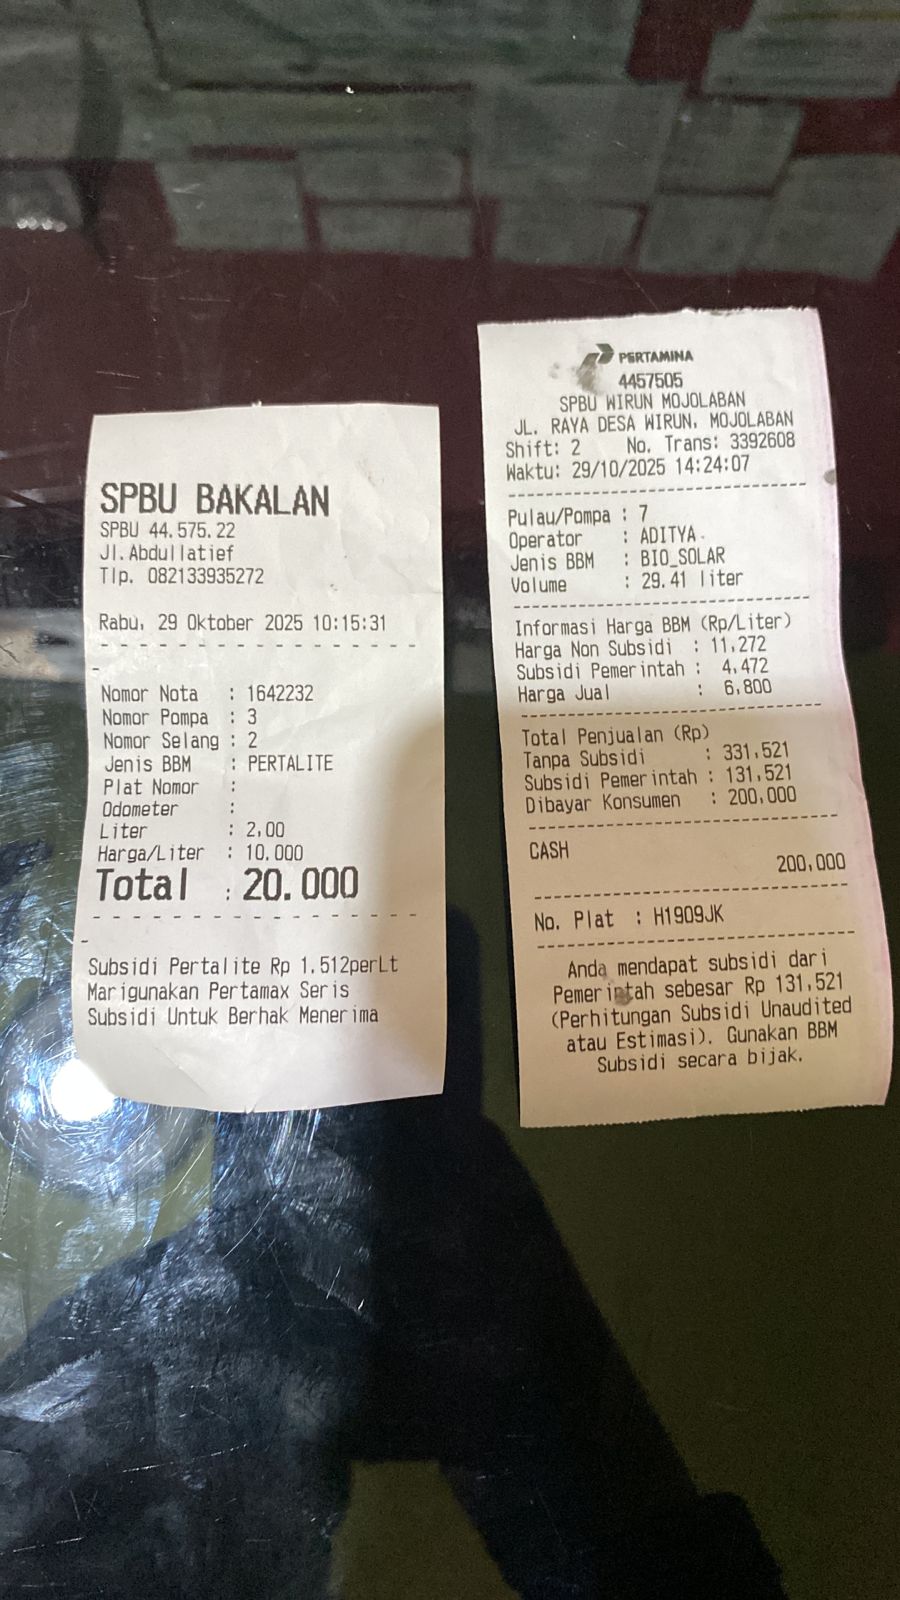 SPBU BAKALAN
SPBU 44.575.22
Jl.Abdullatief
Tlp. 082133935272
Rabu, 29 Oktober 2025 10:15:31
- - - - - - - - - - - - - - - - - -
-
Nomor Nota : 1642232
Nomor Pompa : 3
Nomor Selang : 2
Jenis BBM : PERTALITE
Plat Nomor :
Odometer :
Liter : 2,00
Harga/Liter : 10.000
Total : 20.000
- - - - - - - - - - - - - - - - - -
-
Subsidi Pertalite Rp 1.512perLt
Marigunakan Pertamax Seris
Subsidi Untuk Berhak Menerima
PERTAMINA
4457505
SPBU WIRUN MOJOLABAN
JL. RAYA DESA WIRUN, MOJOLABAN
Shift: 2 No. Trans: 3392608
Waktu: 29/10/2025 14:24:07
--------------------------------
Pulau/Pompa : 7
Operator : ADITYA
Jenis BBM : BIO_SOLAR
Volume : 29.41 liter
--------------------------------
Informasi Harga BBM (Rp/Liter)
Harga Non Subsidi : 11,272
Subsidi Pemerintah : 4,472
Harga Jual : 6,800
--------------------------------
Total Penjualan (Rp)
Tanpa Subsidi : 331,521
Subsidi Pemerintah : 131,521
Dibayar Konsumen : 200,000
--------------------------------
CASH
200,000
--------------------------------
No. Plat : H1909JK
--------------------------------
Anda mendapat subsidi dari
Pemerintah sebesar Rp 131,521
(Perhitungan Subsidi Unaudited
atau Estimasi). Gunakan BBM
Subsidi secara bijak.